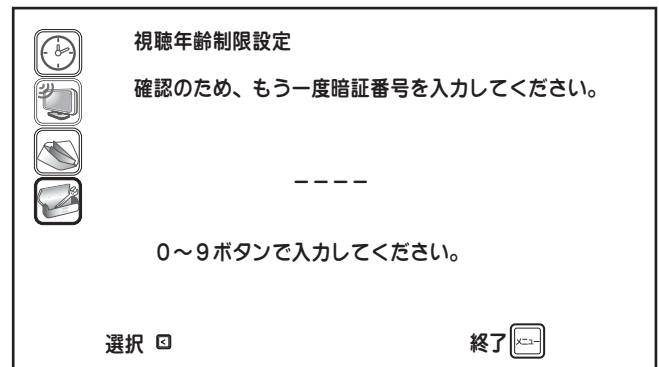 視聴年齢制限設定
確認のため、もう一度暗証番号を入力してください。
----
0～9ボタンで入力してください。
選択 <
終了 メニュー